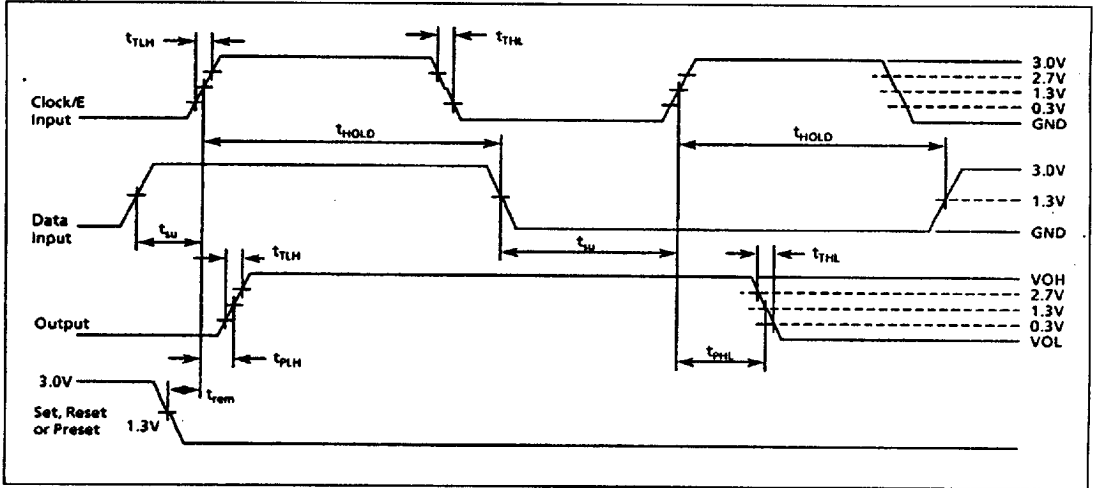 tTLH
tTHL
3.0V
2.7V
1.3V
0.3V
GND
Clock/E
Input
tHOLD
tHOLD
3.0V
1.3V
GND
Data
Input
tsu
tsu
tTLH
tTHL
VOH
2.7V
1.3V
0.3V
VOL
Output
tPLH
tPHL
3.0V
trem
Set, Reset
or Preset
1.3V